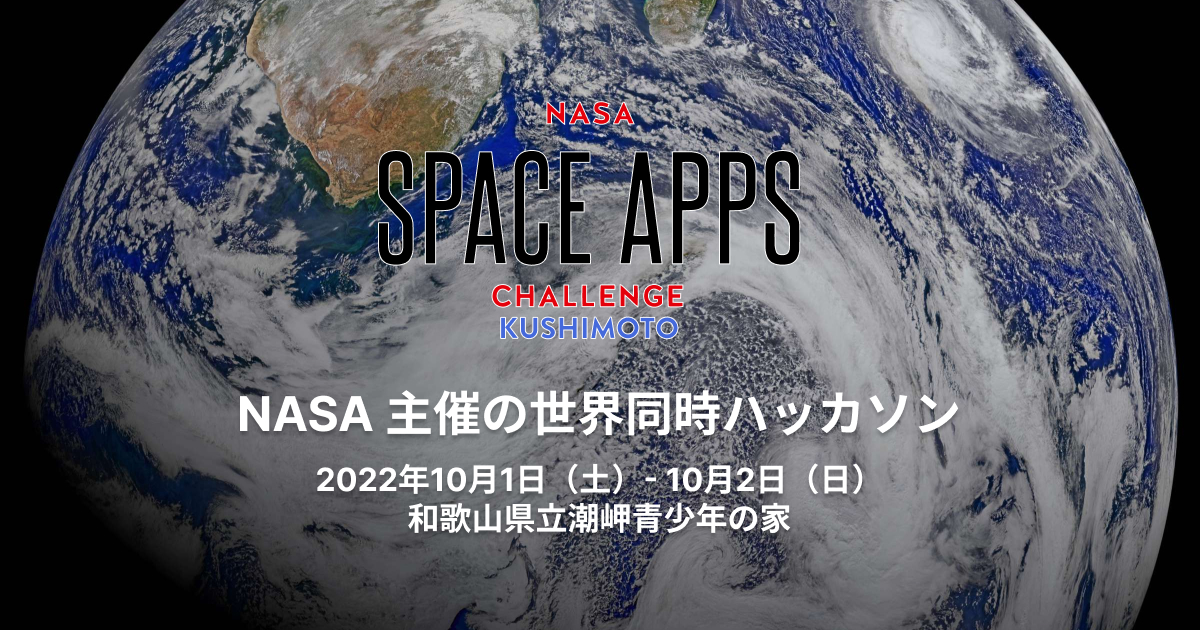 NASA
SPACE APPS
CHALLENGE
KUSHIMOTO
NASA 主催の世界同時ハッカソン
2022年10月1日（土）- 10月2日（日）
和歌山県立潮岬青少年の家